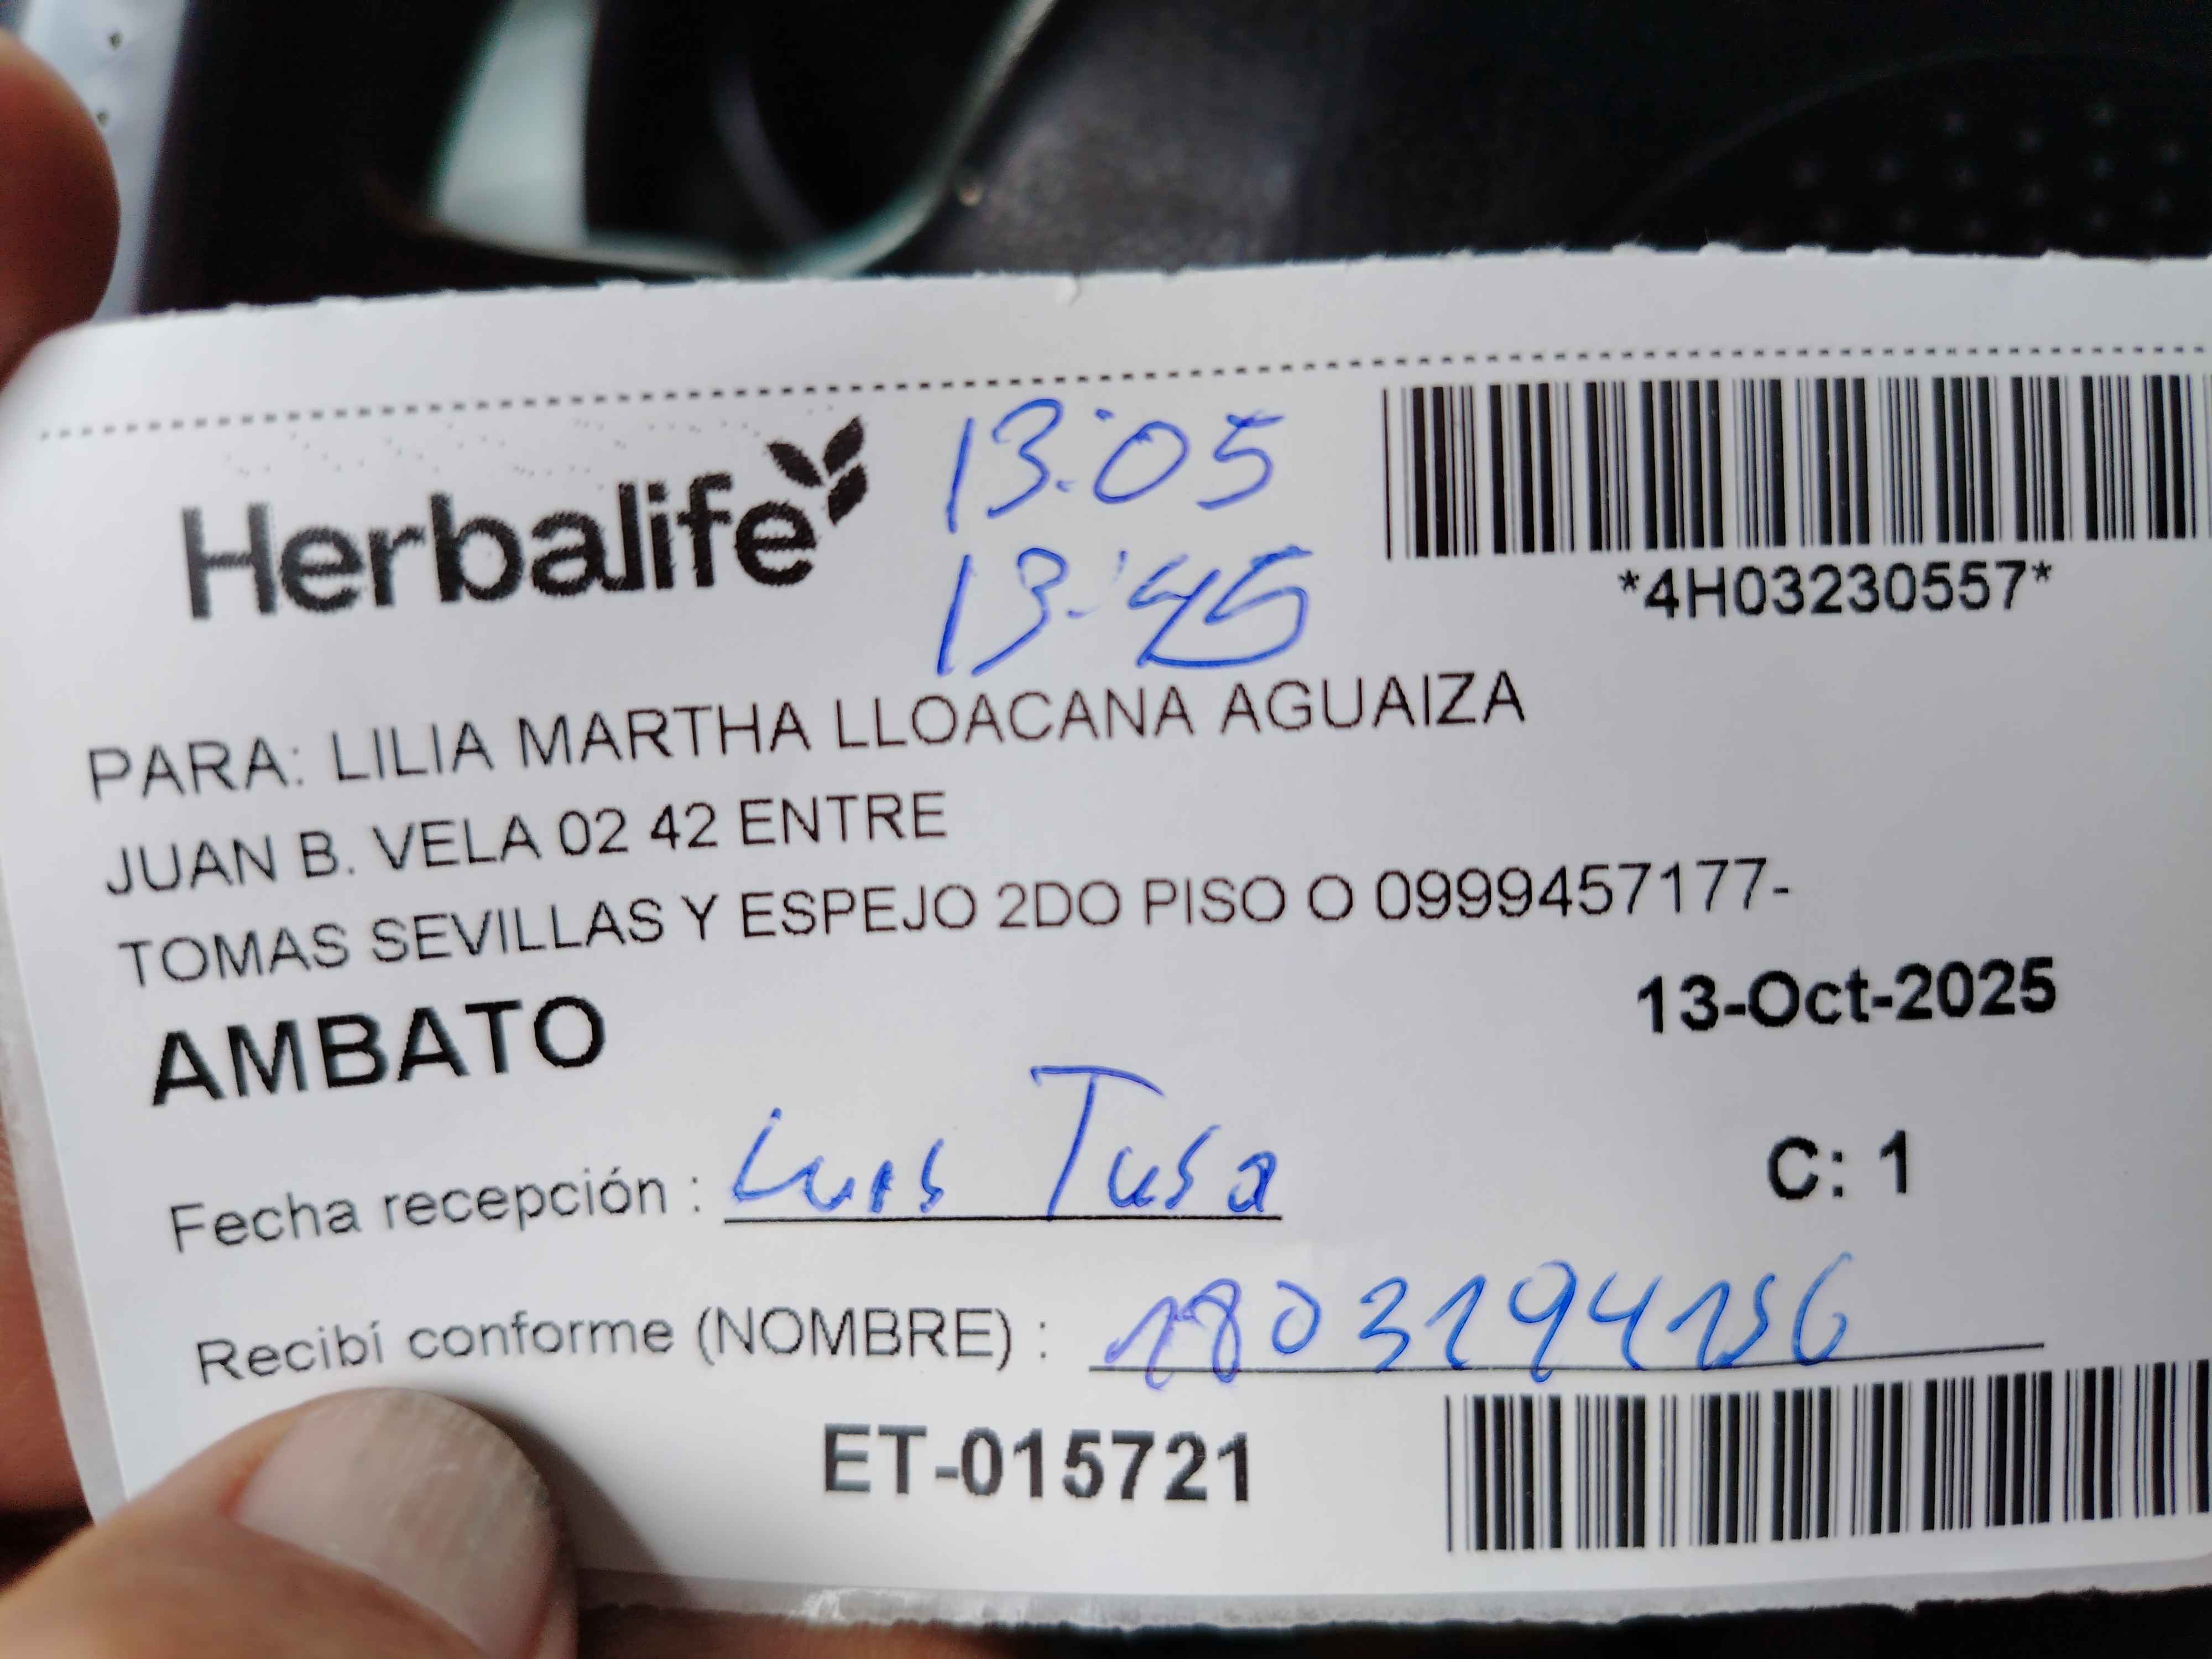 Herbalife
13:05
13:45
*4H03230557*
PARA: LILIA MARTHA LLOACANA AGUAIZA
JUAN B. VELA 02 42 ENTRE
TOMAS SEVILLAS Y ESPEJO 2DO PISO O 0999457177-
AMBATO
13-Oct-2025
Fecha recepción : Luis Tusa
C: 1
Recibí conforme (NOMBRE) : 1803194156
ET-015721